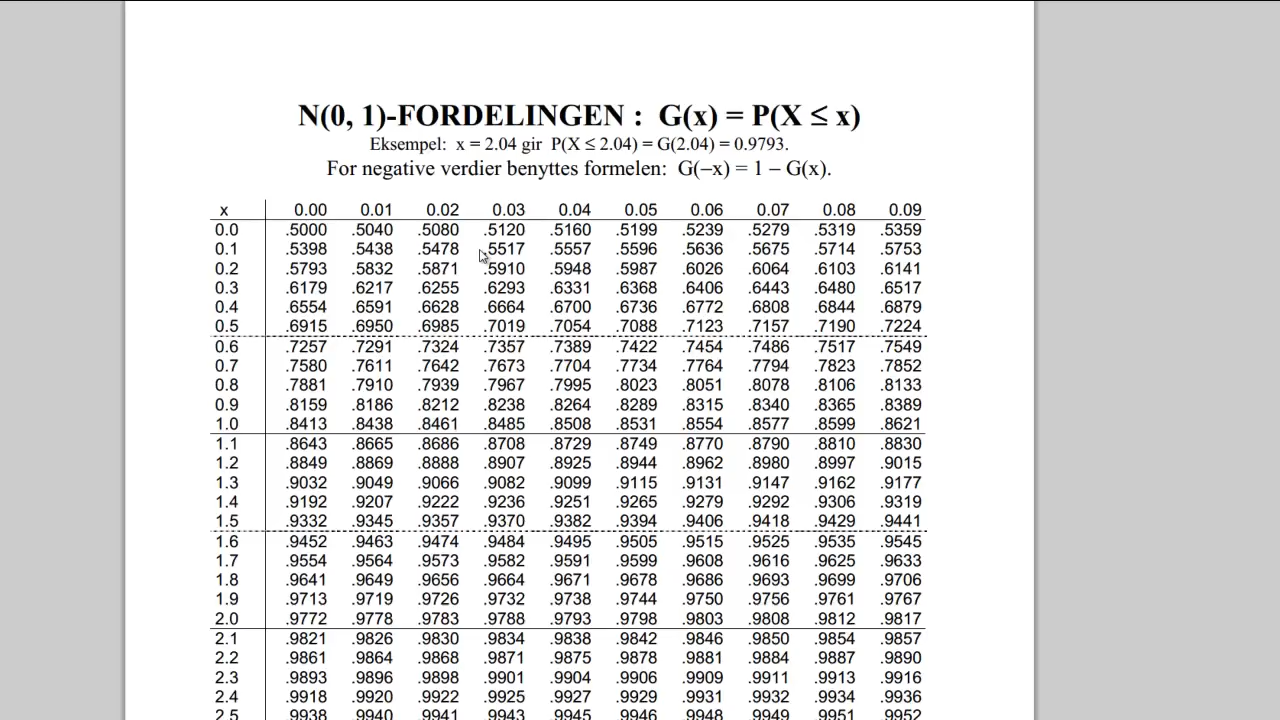 N(0, 1)-FORDELINGEN : G(x) = P(X ≤ x)
Eksempel: x = 2.04 gir P(X ≤ 2.04) = G(2.04) = 0.9793.
For negative verdier benyttes formelen: G(−x) = 1 − G(x).
x 0.00 0.01 0.02 0.03 0.04 0.05 0.06 0.07 0.08 0.09
0.0 .5000 .5040 .5080 .5120 .5160 .5199 .5239 .5279 .5319 .5359
0.1 .5398 .5438 .5478 .5517 .5557 .5596 .5636 .5675 .5714 .5753
0.2 .5793 .5832 .5871 .5910 .5948 .5987 .6026 .6064 .6103 .6141
0.3 .6179 .6217 .6255 .6293 .6331 .6368 .6406 .6443 .6480 .6517
0.4 .6554 .6591 .6628 .6664 .6700 .6736 .6772 .6808 .6844 .6879
0.5 .6915 .6950 .6985 .7019 .7054 .7088 .7123 .7157 .7190 .7224
0.6 .7257 .7291 .7324 .7357 .7389 .7422 .7454 .7486 .7517 .7549
0.7 .7580 .7611 .7642 .7673 .7704 .7734 .7764 .7794 .7823 .7852
0.8 .7881 .7910 .7939 .7967 .7995 .8023 .8051 .8078 .8106 .8133
0.9 .8159 .8186 .8212 .8238 .8264 .8289 .8315 .8340 .8365 .8389
1.0 .8413 .8438 .8461 .8485 .8508 .8531 .8554 .8577 .8599 .8621
1.1 .8643 .8665 .8686 .8708 .8729 .8749 .8770 .8790 .8810 .8830
1.2 .8849 .8869 .8888 .8907 .8925 .8944 .8962 .8980 .8997 .9015
1.3 .9032 .9049 .9066 .9082 .9099 .9115 .9131 .9147 .9162 .9177
1.4 .9192 .9207 .9222 .9236 .9251 .9265 .9279 .9292 .9306 .9319
1.5 .9332 .9345 .9357 .9370 .9382 .9394 .9406 .9418 .9429 .9441
1.6 .9452 .9463 .9474 .9484 .9495 .9505 .9515 .9525 .9535 .9545
1.7 .9554 .9564 .9573 .9582 .9591 .9599 .9608 .9616 .9625 .9633
1.8 .9641 .9649 .9656 .9664 .9671 .9678 .9686 .9693 .9699 .9706
1.9 .9713 .9719 .9726 .9732 .9738 .9744 .9750 .9756 .9761 .9767
2.0 .9772 .9778 .9783 .9788 .9793 .9798 .9803 .9808 .9812 .9817
2.1 .9821 .9826 .9830 .9834 .9838 .9842 .9846 .9850 .9854 .9857
2.2 .9861 .9864 .9868 .9871 .9875 .9878 .9881 .9884 .9887 .9890
2.3 .9893 .9896 .9898 .9901 .9904 .9906 .9909 .9911 .9913 .9916
2.4 .9918 .9920 .9922 .9925 .9927 .9929 .9931 .9932 .9934 .9936
2.5 .9938 .9940 .9941 .9943 .9945 .9946 .9948 .9949 .9951 .9952